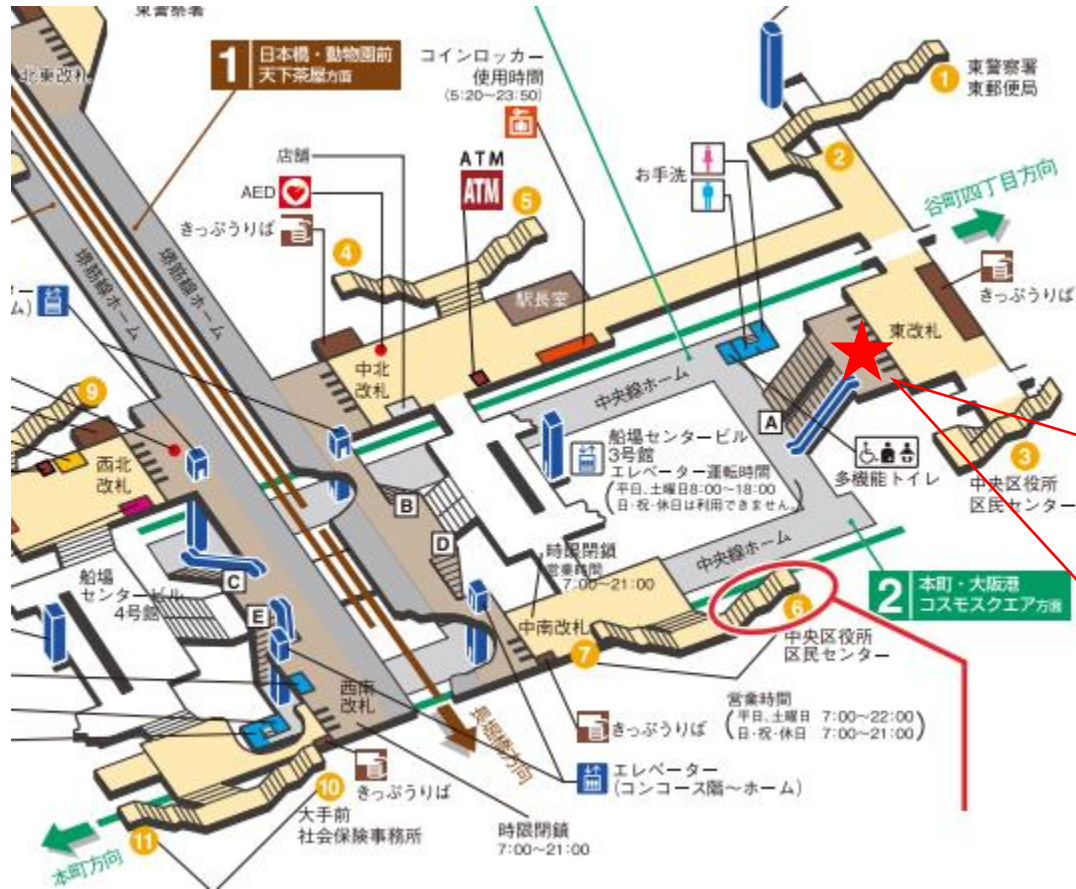 東警察署
北東改札
1
日本橋・動物園前
天下茶屋方面
コインロッカー
使用時間
(5:20~23:50)
1
東警察署
東郵便局
2
店舗
ATM
ATM
5
お手洗
AED
きっぷうりば
4
谷町四丁目方向
堺筋線ホーム
堺筋線ホーム
駅長室
きっぷうりば
ム)
中北
改札
東改札
中央線ホーム
9
A
西北
改札
船場センタービル
3号館
エレベーター運転時間
(平日、土曜日8:00~18:00
日・祝・休日は利用できません。)
多機能トイレ
3
中央区役所
区民センター
B
D
時限閉鎖
営業時間
7:00~21:00
中央線ホーム
C
船場
センタービル
4号館
E
2
本町・大阪港
コスモスクエア方面
6
中央区役所
区民センター
中南改札
7
西南
改札
長堀橋方向
営業時間
(平日、土曜日 7:00~22:00
日・祝・休日 7:00~21:00)
きっぷうりば
エレベーター
(コンコース階~ホーム)
10
きっぷうりば
大手前
社会保険事務所
11
本町方向
時限閉鎖
7:00~21:00